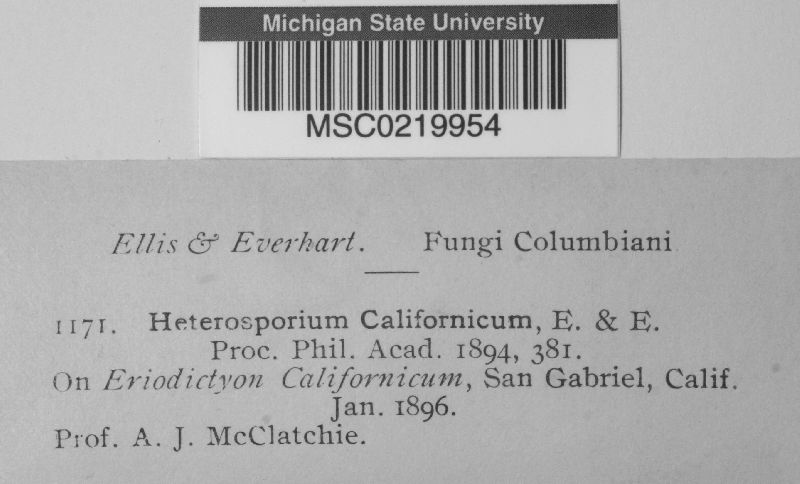 Michigan State University
MSC0219954
Ellis & Everhart. Fungi Columbiani
1171. Heterosporium Californicum, E. & E.
Proc. Phil. Acad. 1894, 381.
On Eriodictyon Californicum, San Gabriel, Calif.
Jan. 1896.
Prof. A. J. McClatchie.